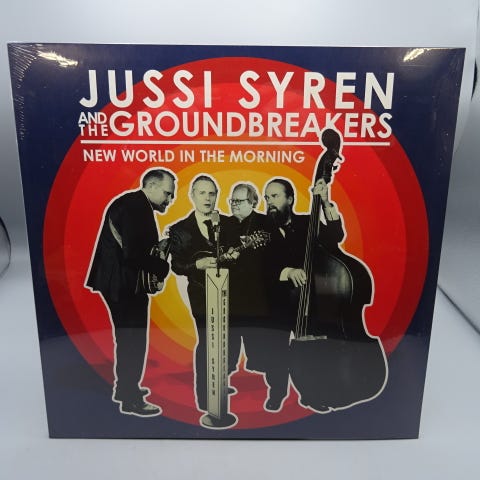 JUSSI SYREN
AND THE GROUNDBREAKERS
NEW WORLD IN THE MORNING
JUSSI SYREN